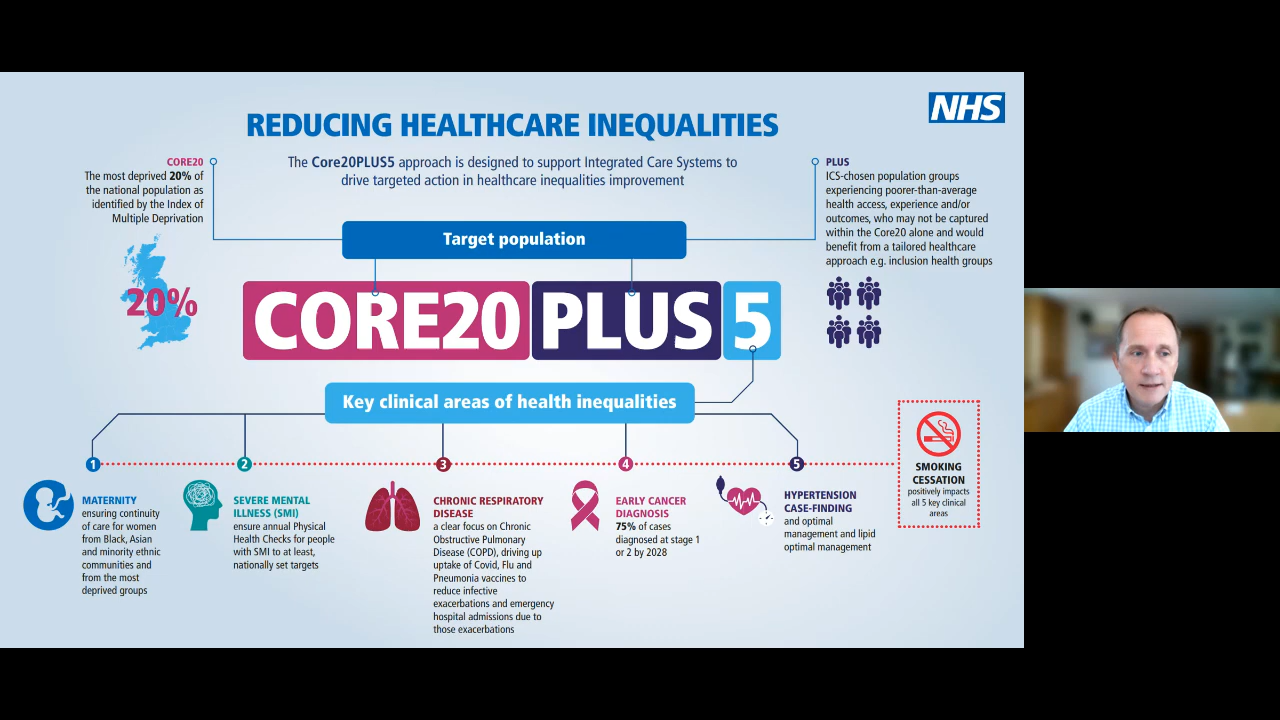 NHS
REDUCING HEALTHCARE INEQUALITIES
The Core20PLUS5 approach is designed to support Integrated Care Systems to
drive targeted action in healthcare inequalities improvement
CORE20
The most deprived 20% of
the national population as
identified by the Index of
Multiple Deprivation
20%
PLUS
ICS-chosen population groups
experiencing poorer-than-average
health access, experience and/or
outcomes, who may not be captured
within the Core20 alone and would
benefit from a tailored healthcare
approach e.g. inclusion health groups
Target population
CORE20 PLUS 5
Key clinical areas of health inequalities
1
2
3
4
5
MATERNITY
ensuring continuity
of care for women
from Black, Asian
and minority ethnic
communities and
from the most
deprived groups
SEVERE MENTAL
ILLNESS (SMI)
ensure annual Physical
Health Checks for people
with SMI to at least,
nationally set targets
CHRONIC RESPIRATORY
DISEASE
a clear focus on Chronic
Obstructive Pulmonary
Disease (COPD), driving up
uptake of Covid, Flu and
Pneumonia vaccines to
reduce infective
exacerbations and emergency
hospital admissions due to
those exacerbations
EARLY CANCER
DIAGNOSIS
75% of cases
diagnosed at stage 1
or 2 by 2028
HYPERTENSION
CASE-FINDING
and optimal
management and lipid
optimal management
SMOKING
CESSATION
positively impacts
all 5 key clinical
areas